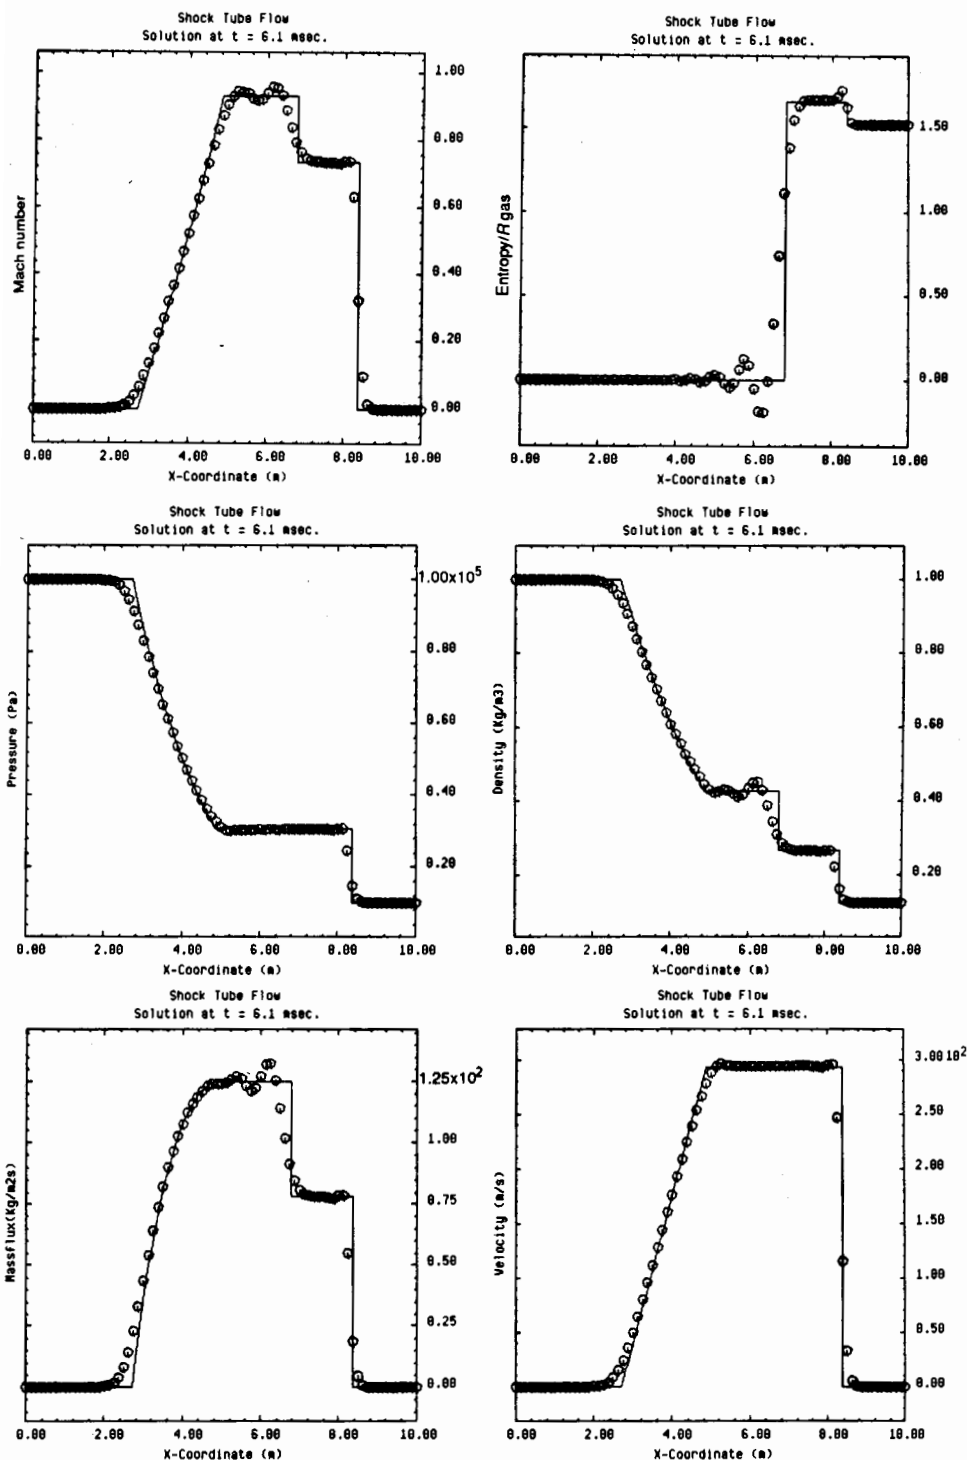 Shock Tube Flow
Solution at t = 6.1 msec.
Mach number
1.00
0.80
0.60
0.40
0.20
0.00
0.00 2.00 4.00 6.00 8.00 10.00
X-Coordinate (m)
Shock Tube Flow
Solution at t = 6.1 msec.
Entropy/Rgas
1.50
1.00
0.50
0.00
0.00 2.00 4.00 6.00 8.00 10.00
X-Coordinate (m)
Shock Tube Flow
Solution at t = 6.1 msec.
Pressure (Pa)
1.00x10⁵
0.80
0.60
0.40
0.20
0.00 2.00 4.00 6.00 8.00 10.00
X-Coordinate (m)
Shock Tube Flow
Solution at t = 6.1 msec.
Density (Kg/m3)
1.00
0.80
0.60
0.40
0.20
0.00 2.00 4.00 6.00 8.00 10.00
X-Coordinate (m)
Shock Tube Flow
Solution at t = 6.1 msec.
Massflux(Kg/m2s)
1.25x10²
1.00
0.75
0.50
0.25
0.00
0.00 2.00 4.00 6.00 8.00 10.00
X-Coordinate (m)
Shock Tube Flow
Solution at t = 6.1 msec.
Velocity (m/s)
3.00 10²
2.50
2.00
1.50
1.00
0.50
0.00
0.00 2.00 4.00 6.00 8.00 10.00
X-Coordinate (m)